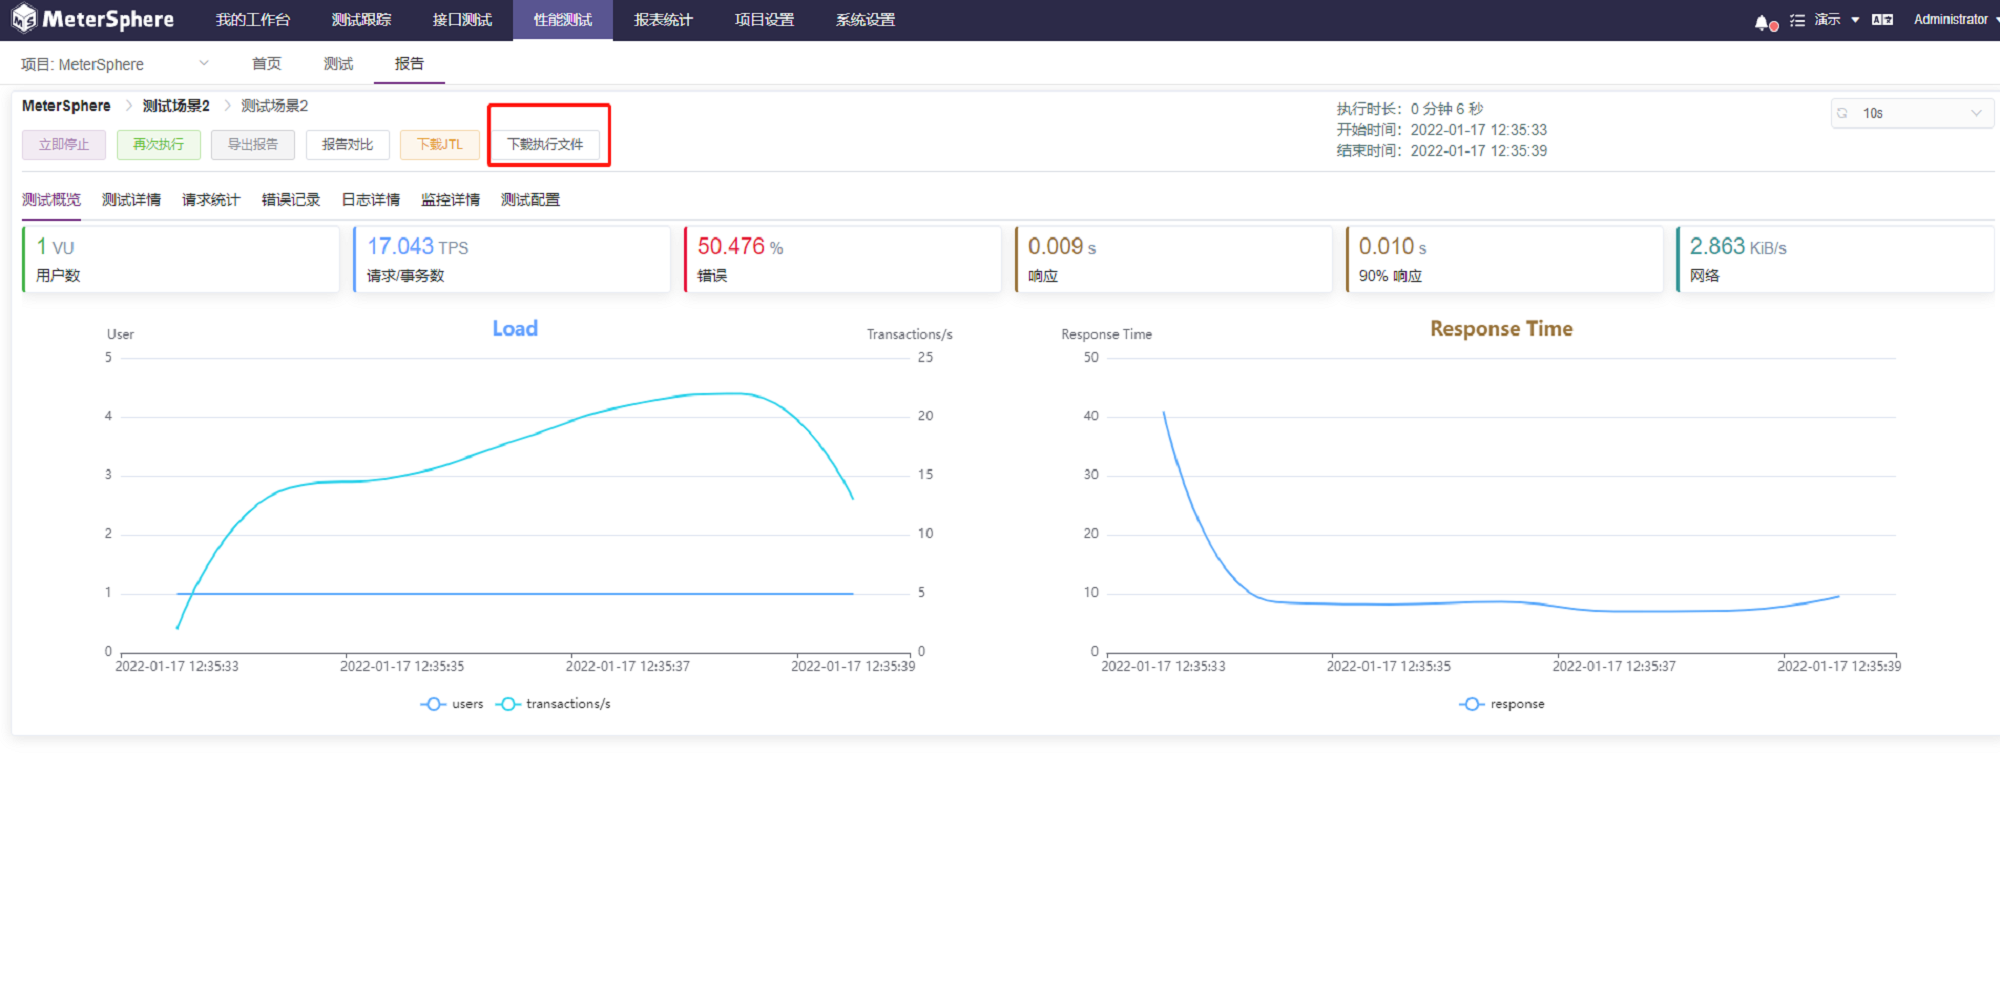 MeterSphere 我的工作台 测试跟踪 接口测试 性能测试 报表统计 项目设置 系统设置 演示 Administrator
项目: MeterSphere 首页 测试 报告
MeterSphere 测试场景2 测试场景2
立即停止 再次执行 导出报告 报告对比 下载JTL 下载执行文件
执行时长: 0 分钟 6 秒
开始时间: 2022-01-17 12:35:33
结束时间: 2022-01-17 12:35:39
10s
测试概览 测试详情 请求统计 错误记录 日志详情 监控详情 测试配置
1 VU
用户数
17.043 TPS
请求/事务数
50.476 %
错误
0.009 s
响应
0.010 s
90% 响应
2.863 KiB/s
网络
User Load Transactions/s
5 25
4 20
3 15
2 10
1 5
0 0
2022-01-17 12:35:33 2022-01-17 12:35:35 2022-01-17 12:35:37 2022-01-17 12:35:39
users transactions/s
Response Time Response Time
50
40
30
20
10
0
2022-01-17 12:35:33 2022-01-17 12:35:35 2022-01-17 12:35:37 2022-01-17 12:35:39
response